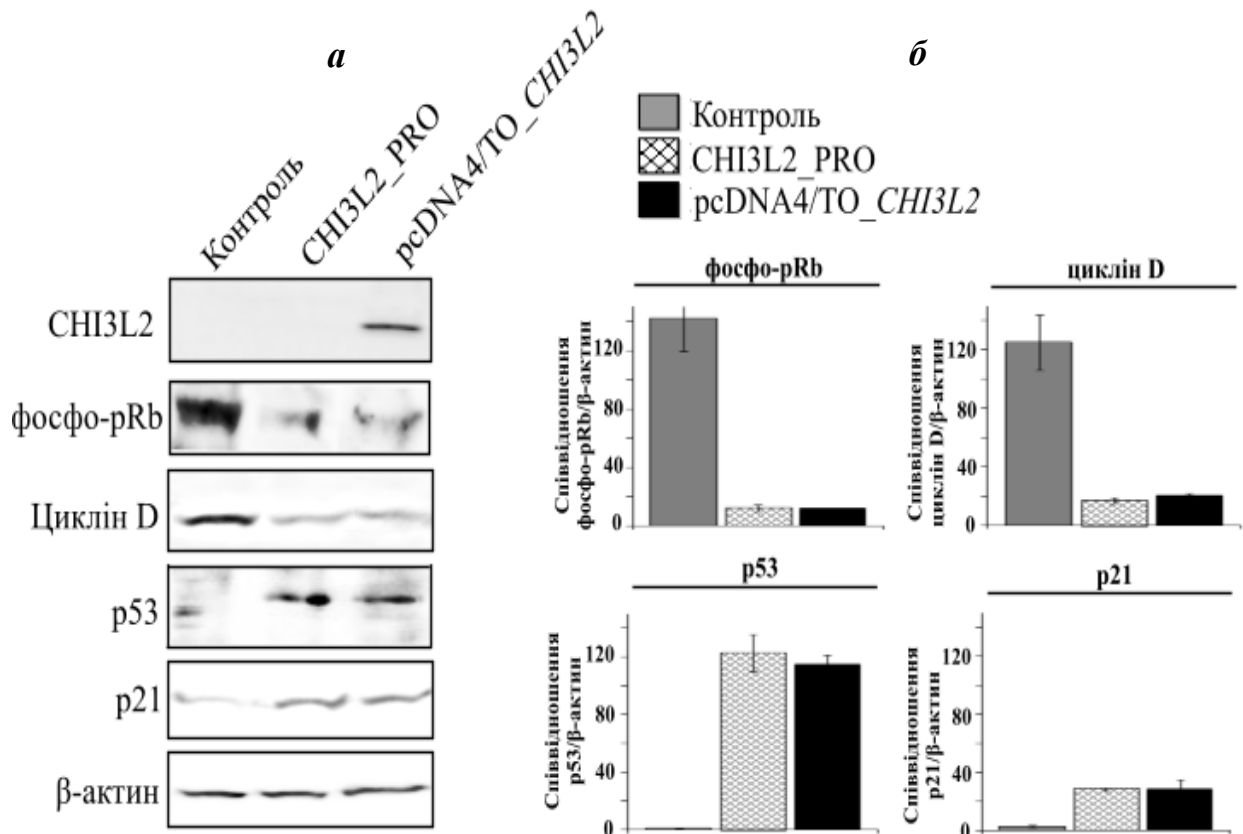 а
Контроль
CHI3L2_PRO
pcDNA4/TO_CHI3L2
CHI3L2
фосфо-pRb
Циклін D
p53
p21
β-актин
б
Контроль
CHI3L2_PRO
pcDNA4/TO_CHI3L2
фосфо-pRb
Співвідношення
фосфо-pRb/β-актин
120
80
40
0
циклін D
Співвідношення
циклін D/β-актин
120
80
40
0
p53
Співвідношення
p53/β-актин
120
80
40
0
p21
Співвідношення
p21/β-актин
120
80
40
0